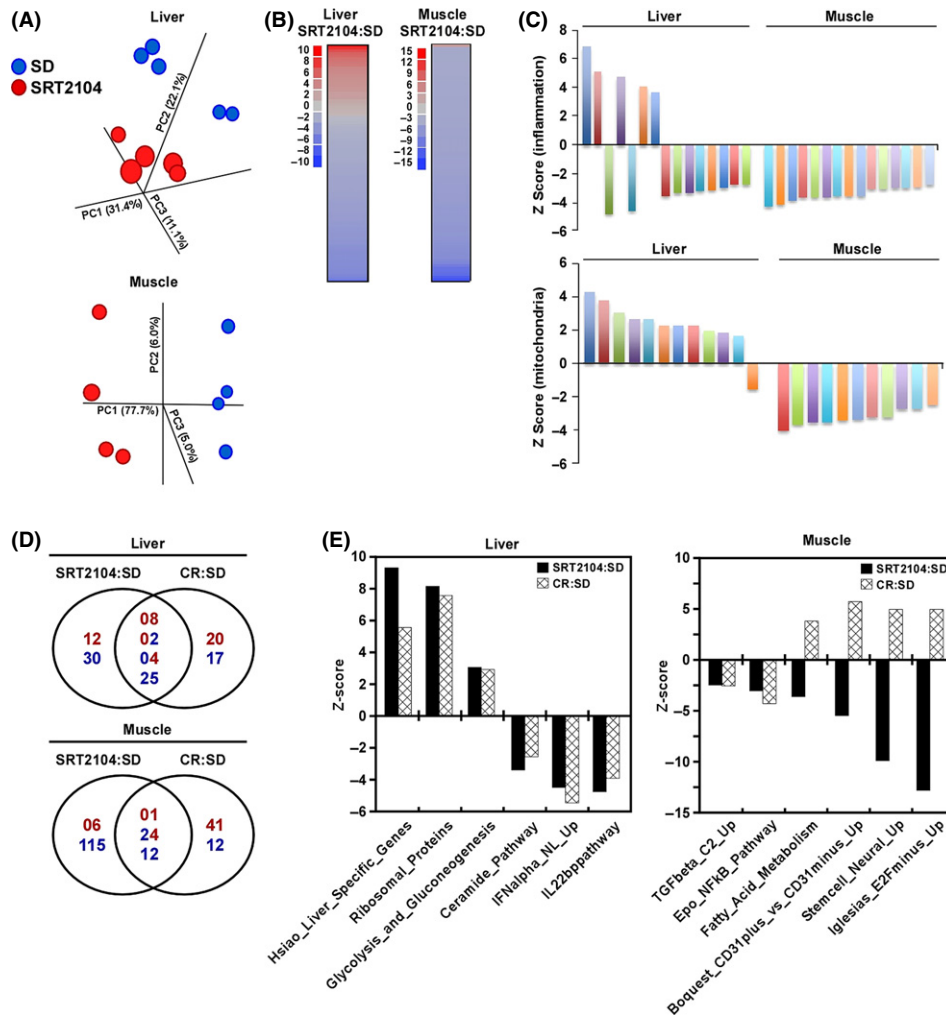 (A)
Liver
SD
SRT2104
PC2 (22.1%)
PC1 (31.4%)
PC3 (11.1%)
Muscle
PC2 (6.0%)
PC1 (77.7%)
PC3 (5.0%)
(B)
Liver
SRT2104:SD
10
8
6
4
2
0
−2
−4
−6
−8
−10
Muscle
SRT2104:SD
15
12
9
6
3
0
−3
−6
−9
−12
−15
(C)
Liver Muscle
Z Score (inflammation)
8
6
4
2
0
−2
−4
−6
Liver Muscle
Z Score (mitochondria)
6
4
2
0
−2
−4
−6
(D)
Liver
SRT2104:SD CR:SD
12
30
08
02
04
25
20
17
Muscle
SRT2104:SD CR:SD
06
115
01
24
12
41
12
(E)
Liver
SRT2104:SD
CR:SD
Z-score
10
8
6
4
2
0
−2
−4
−6
Hsiao_Liver_Specific_Genes
Ribosomal_Proteins
Glycolysis_and_Gluconeogenesis
Ceramide_Pathway
IFNalpha_NL_Up
IL22bppathway
Muscle
SRT2104:SD
CR:SD
10
5
0
−5
−10
−15
TGFbeta_C2_Up
Epo_NFkB_Pathway
Fatty_Acid_Metabolism
Boquest_CD31plus_vs_CD31minus_Up
Stemcell_Neural_Up
Iglesias_E2Fminus_Up